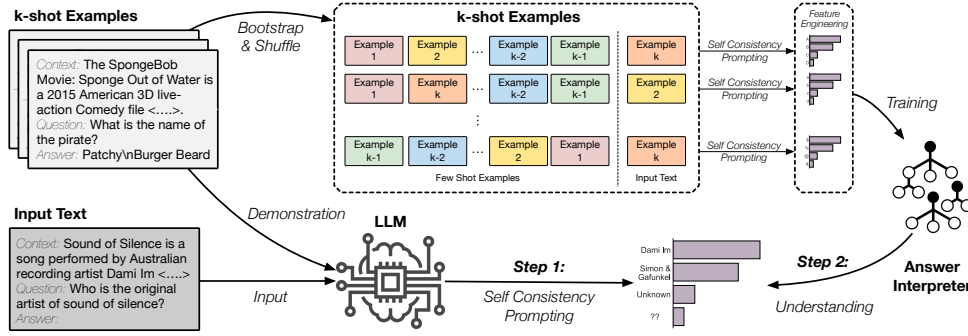 k-shot Examples
Context: The SpongeBob
Movie: Sponge Out of Water is
a 2015 American 3D live-
action Comedy file <....>.
Question: What is the name of
the pirate?
Answer: Patchy\nBurger Beard
Bootstrap
& Shuffle
k-shot Examples
Example
1
Example
2
...
Example
k-2
Example
k-1
Example
k
Example
1
Example
k
...
Example
k-2
Example
k-1
Example
2
...
Example
k-1
Example
k-2
...
Example
2
Example
1
Example
k
Few Shot Examples
Input Text
Self Consistency
Prompting
Self Consistency
Prompting
Self Consistency
Prompting
Feature
Engineering
Training
Input Text
Context: Sound of Silence is a
song performed by Australian
recording artist Dami Im <....>
Question: Who is the original
artist of sound of silence?
Answer:
Demonstration
Input
LLM
Step 1:
Self Consistency
Prompting
Dami Im
Simon &
Gafunkel
Unknown
??
Step 2:
Understanding
Answer
Interpreter